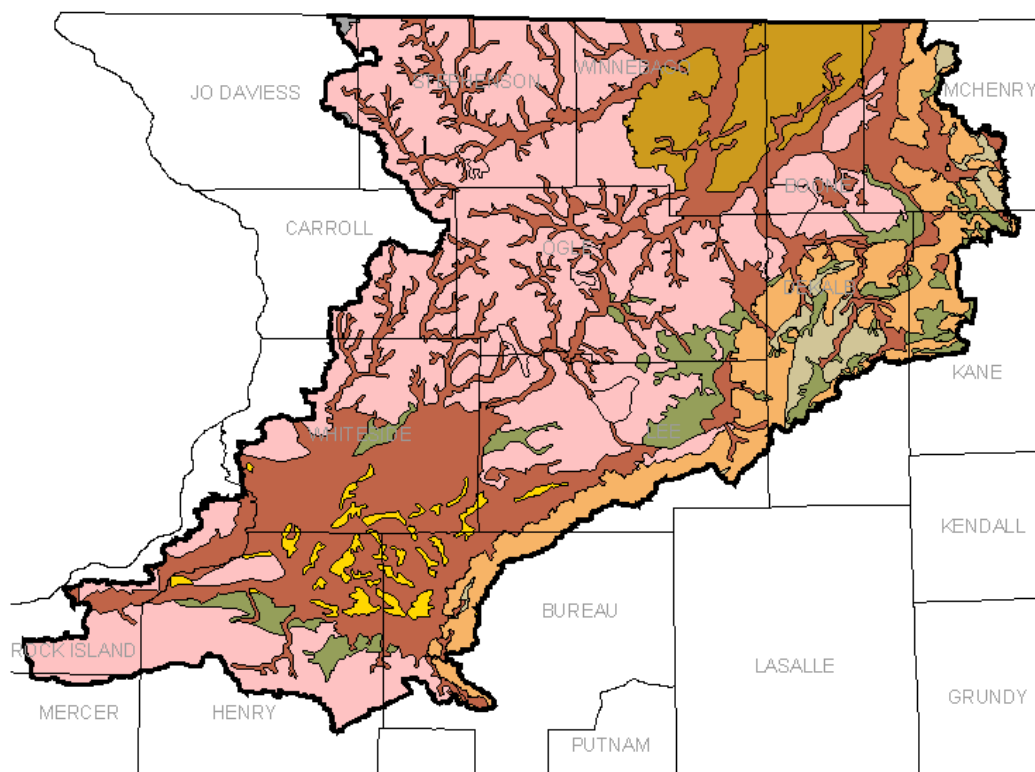 STEPHENSON
WINNEBAGO
JO DAVIESS
MCHENRY
BOONE
CARROLL
OGLE
DEKALB
KANE
WHITESIDE
LEE
KENDALL
BUREAU
ROCK ISLAND
LASALLE
GRUNDY
MERCER
HENRY
PUTNAM